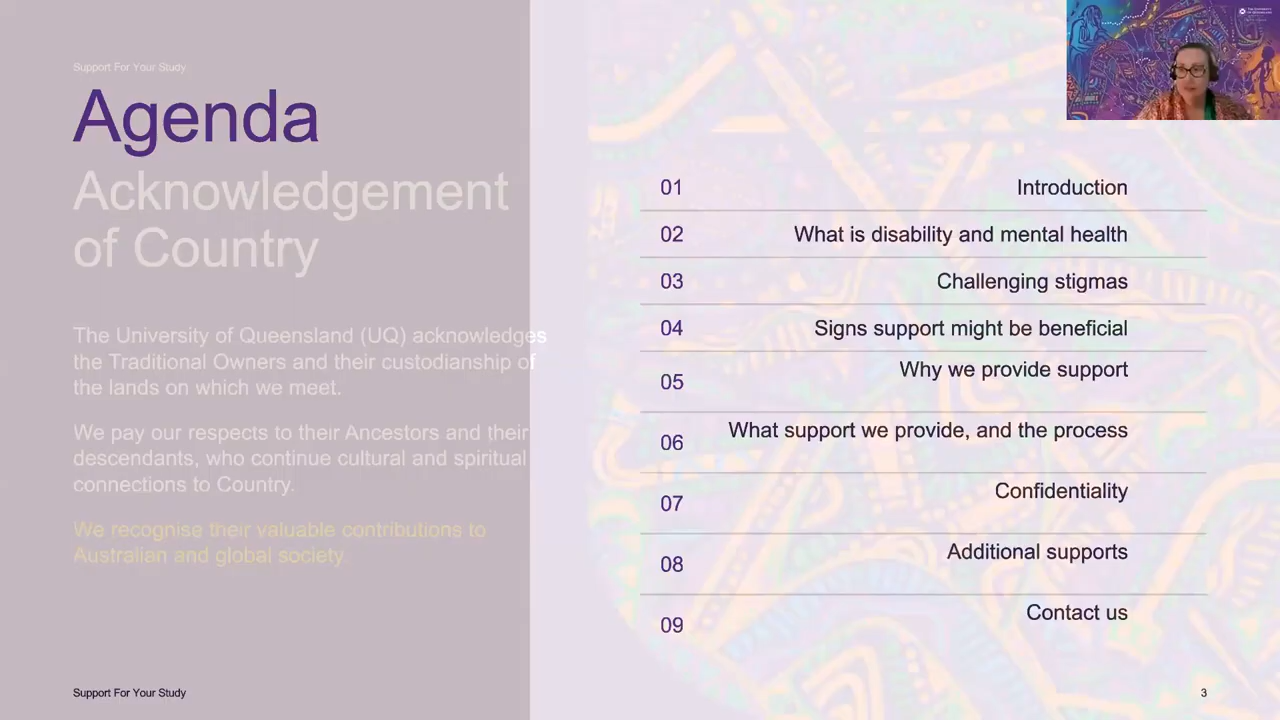 Support For Your Study
Agenda
Acknowledgement
of Country
The University of Queensland (UQ) acknowledges
the Traditional Owners and their custodianship of
the lands on which we meet.
We pay our respects to their Ancestors and their
descendants, who continue cultural and spiritual
connections to Country.
We recognise their valuable contributions to
Australian and global society
01 Introduction
02 What is disability and mental health
03 Challenging stigmas
04 Signs support might be beneficial
05 Why we provide support
06 What support we provide, and the process
07 Confidentiality
08 Additional supports
09 Contact us
Support For Your Study
3